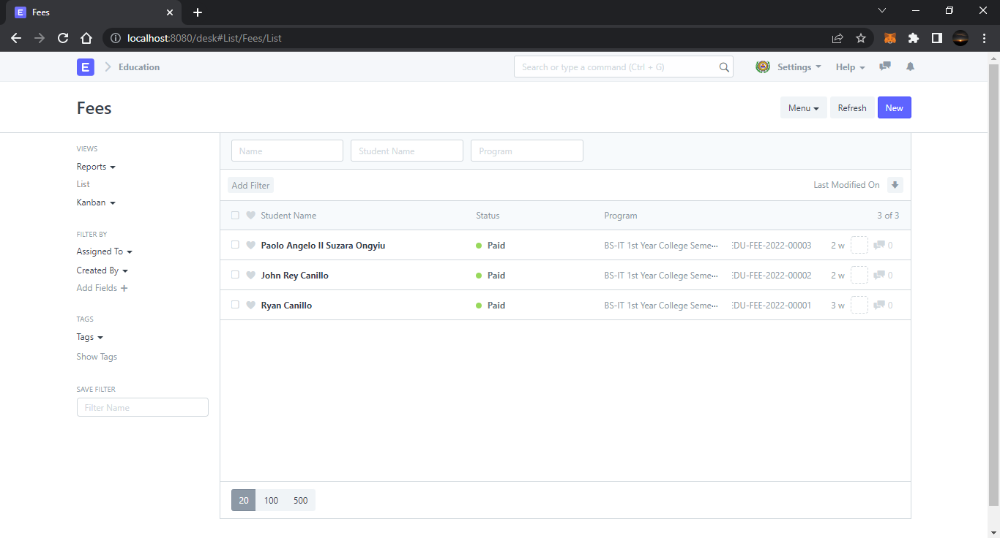 E Fees
localhost:8080/desk#List/Fees/List
E Education Search or type a command (Ctrl + G) Settings Help
Fees Menu Refresh New
VIEWS
Reports
List
Kanban
FILTER BY
Assigned To
Created By
Add Fields
TAGS
Tags
Show Tags
SAVE FILTER
Filter Name
Name Student Name Program
Add Filter Last Modified On
Student Name Status Program 3 of 3
Paolo Angelo II Suzara Ongyiu Paid BS-IT 1st Year College Seme... EDU-FEE-2022-00003 2 w 0
John Rey Canillo Paid BS-IT 1st Year College Seme... EDU-FEE-2022-00002 2 w 0
Ryan Canillo Paid BS-IT 1st Year College Seme... EDU-FEE-2022-00001 3 w 0
20 100 500